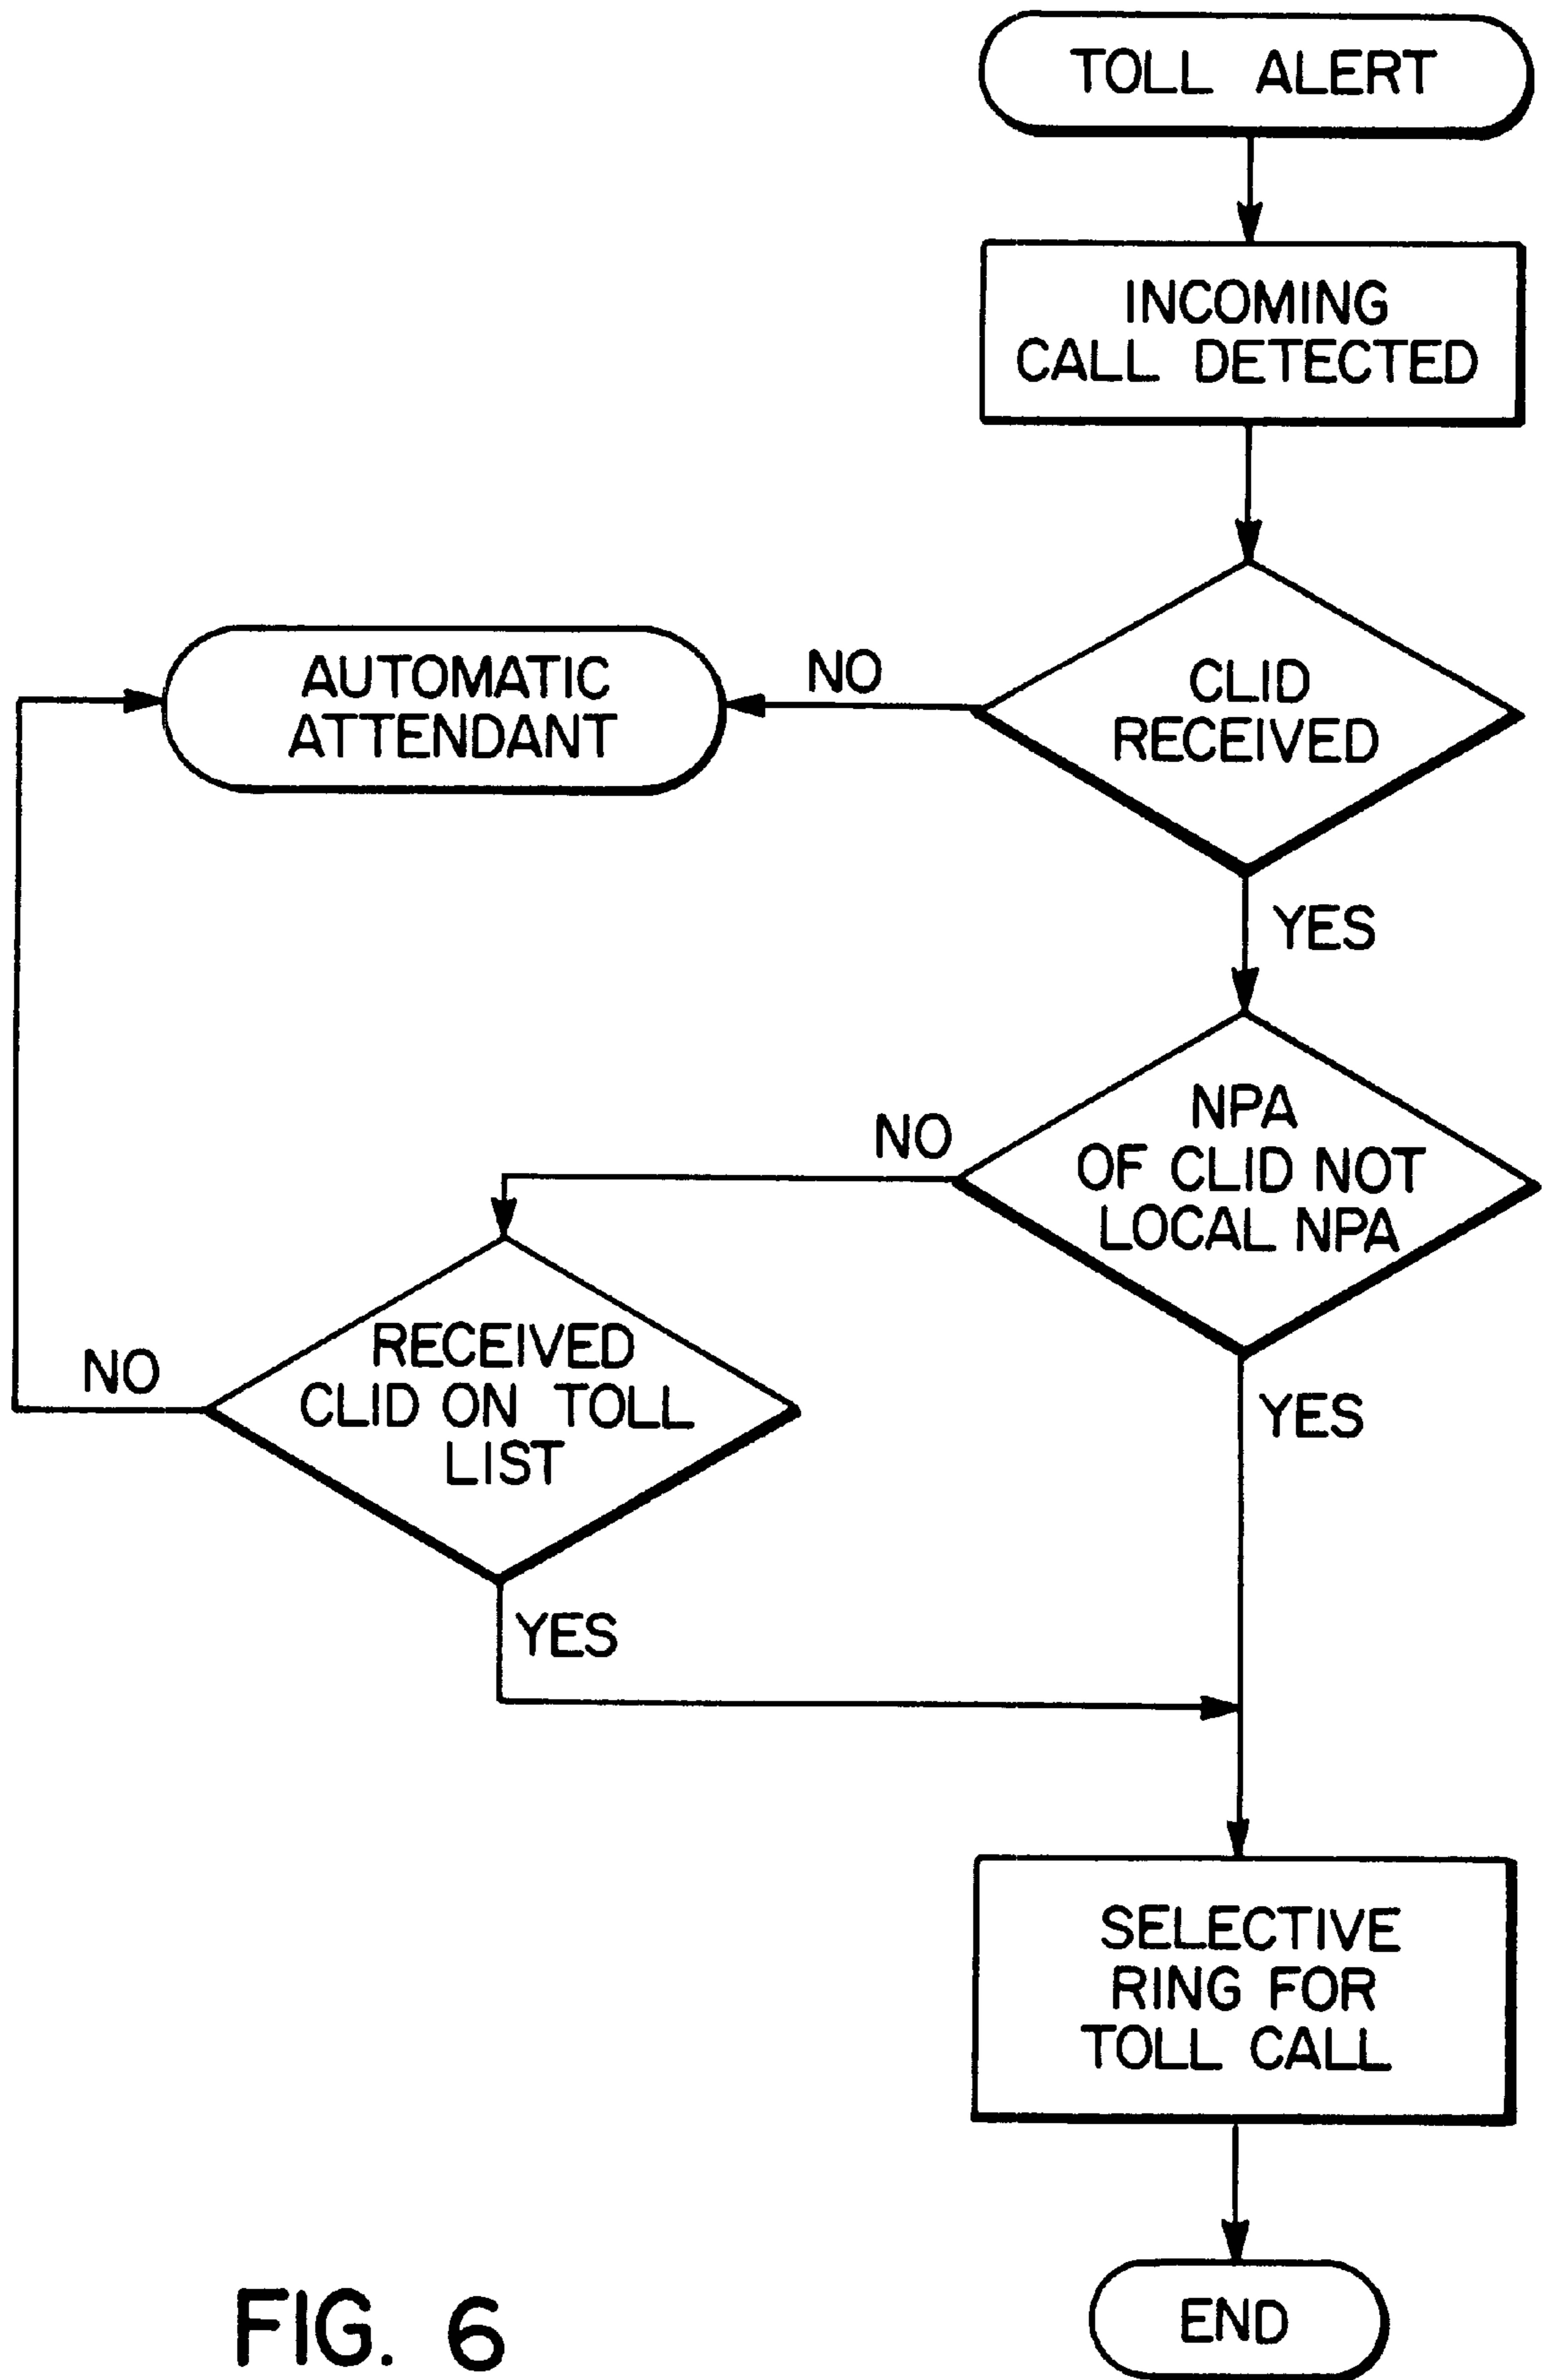 TOLL ALERT
INCOMING
CALL DETECTED
AUTOMATIC
ATTENDANT
NO
CLID
RECEIVED
YES
NO
NPA
OF CLID NOT
LOCAL NPA
NO
RECEIVED
CLID ON TOLL
LIST
YES
YES
SELECTIVE
RING FOR
TOLL CALL
END
FIG. 6